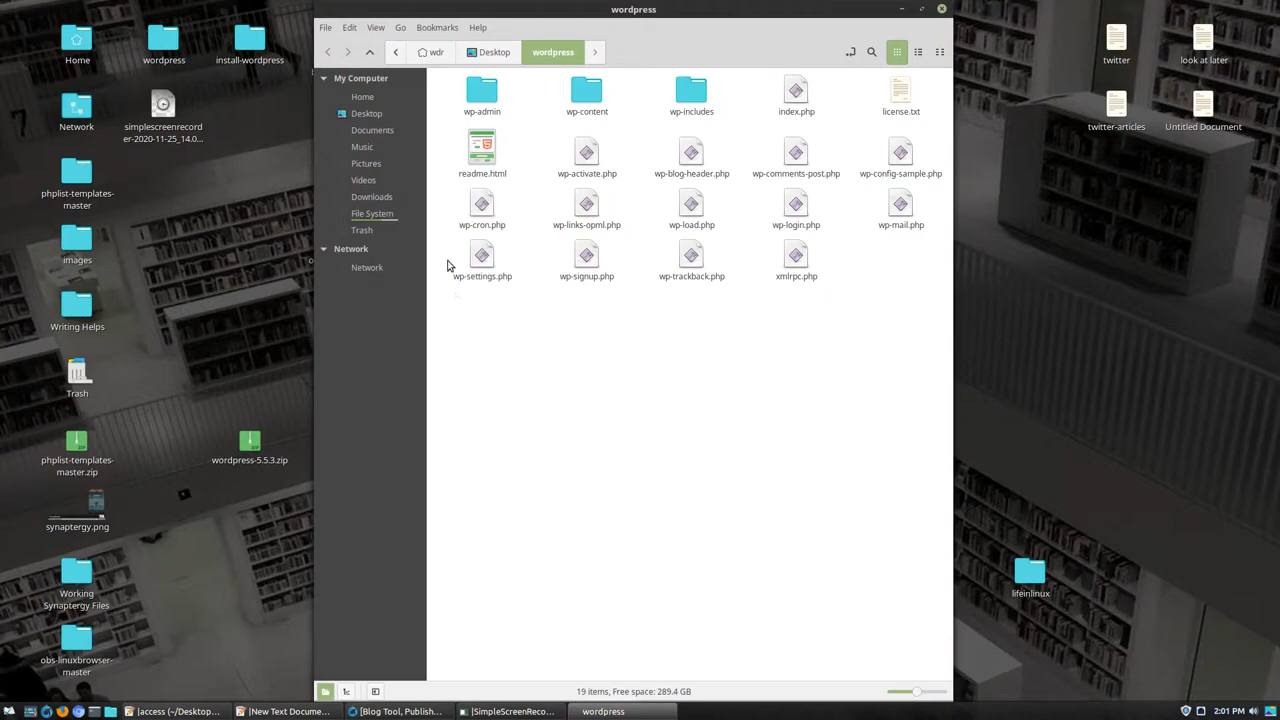 wordpress
File Edit View Go Bookmarks Help
wdr Desktop wordpress
My Computer
Home
Desktop
Documents
Music
Pictures
Videos
Downloads
File System
Trash
Network
Network
wp-admin wp-content wp-includes index.php license.txt
readme.html wp-activate.php wp-blog-header.php wp-comments-post.php wp-config-sample.php
wp-cron.php wp-links-opml.php wp-load.php wp-login.php wp-mail.php
wp-settings.php wp-signup.php wp-trackback.php xmlrpc.php
19 items, Free space: 289.4 GB
Home wordpress install-wordpress
Network simplescreenrecord
er-2020-11-25_14.0...
phplist-templates-
master
images
Writing Helps
Trash
phplist-templates-
master.zip
wordpress-5.5.3.zip
synaptergy.png
Working
Synaptergy Files
obs-linuxbrowser-
master
twitter look at later
twitter-articles Untitled Document
lifeinlinux
[access (~/Desktop... [New Text Docume... [Blog Tool, Publish... [SimpleScreenReco... wordpress 2:01 PM